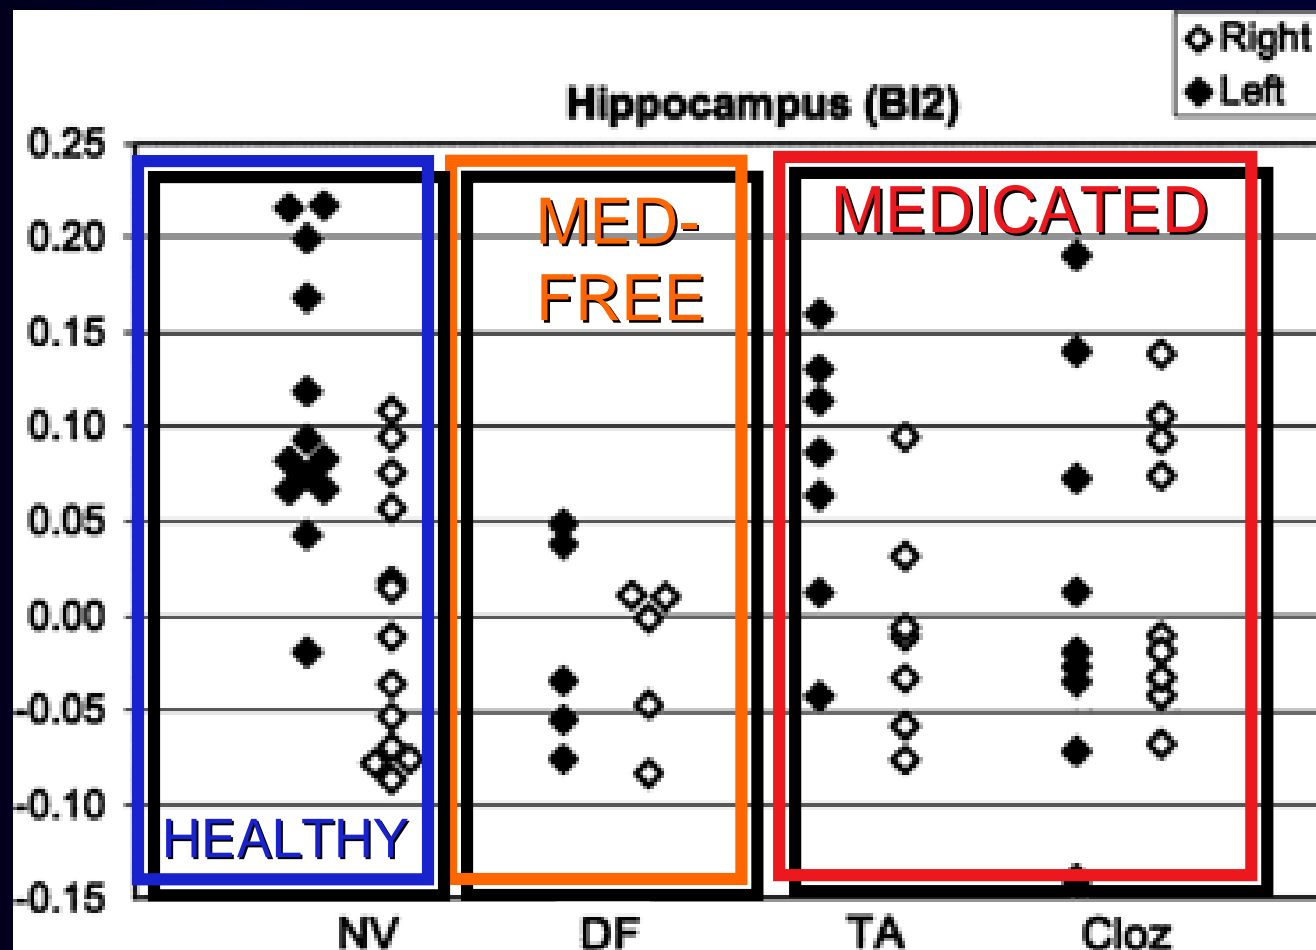 Right
Left
Hippocampus (BI2)
0.25
0.20
0.15
0.10
0.05
0.00
-0.05
-0.10
-0.15
MED-
FREE
MEDICATED
HEALTHY
NV DF TA Cloz